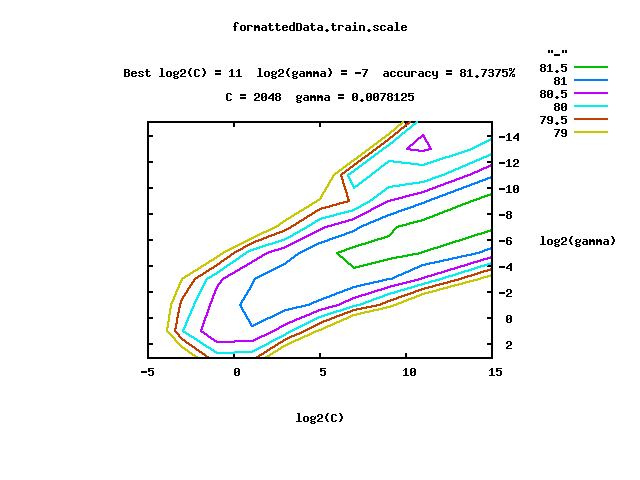 formattedData.train.scale
"-"
Best log2(C) = 11  log2(gamma) = -7  accuracy = 81.7375%
C = 2048  gamma = 0.0078125
81.5
81
80.5
80
79.5
79
-14
-12
-10
-8
-6
log2(gamma)
-4
-2
0
2
-5 0 5 10 15
log2(C)